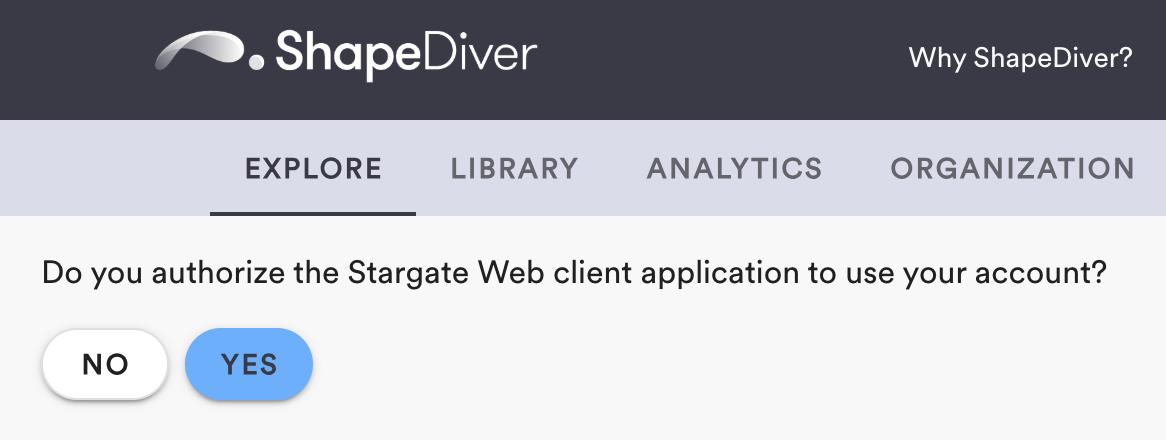 ShapeDiver
Why ShapeDiver?
EXPLORE LIBRARY ANALYTICS ORGANIZATION
Do you authorize the Stargate Web client application to use your account?
NO YES